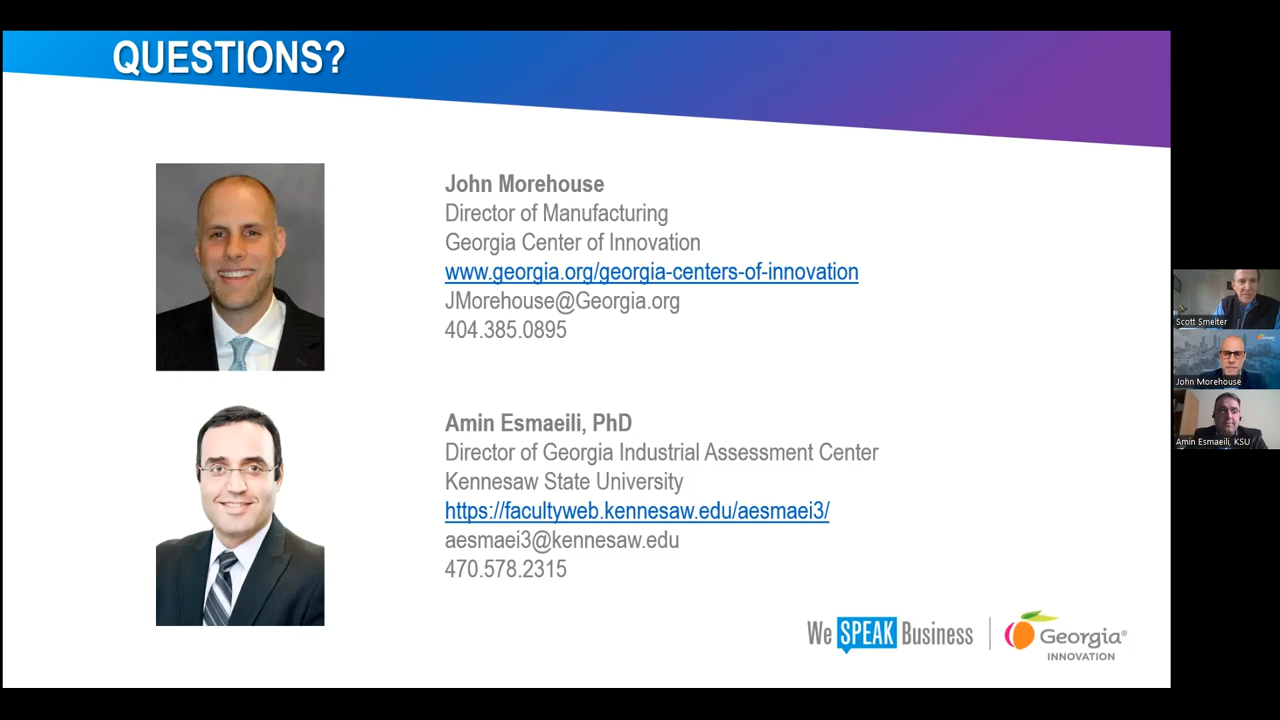 QUESTIONS?
John Morehouse
Director of Manufacturing
Georgia Center of Innovation
www.georgia.org/georgia-centers-of-innovation
JMorehouse@Georgia.org
404.385.0895
Amin Esmaeili, PhD
Director of Georgia Industrial Assessment Center
Kennesaw State University
https://facultyweb.kennesaw.edu/aesmaei3/
aesmaei3@kennesaw.edu
470.578.2315
We SPEAK Business
Georgia®
INNOVATION
Scott Smelter
Georgia
John Morehouse
Amin Esmaeili, KSU